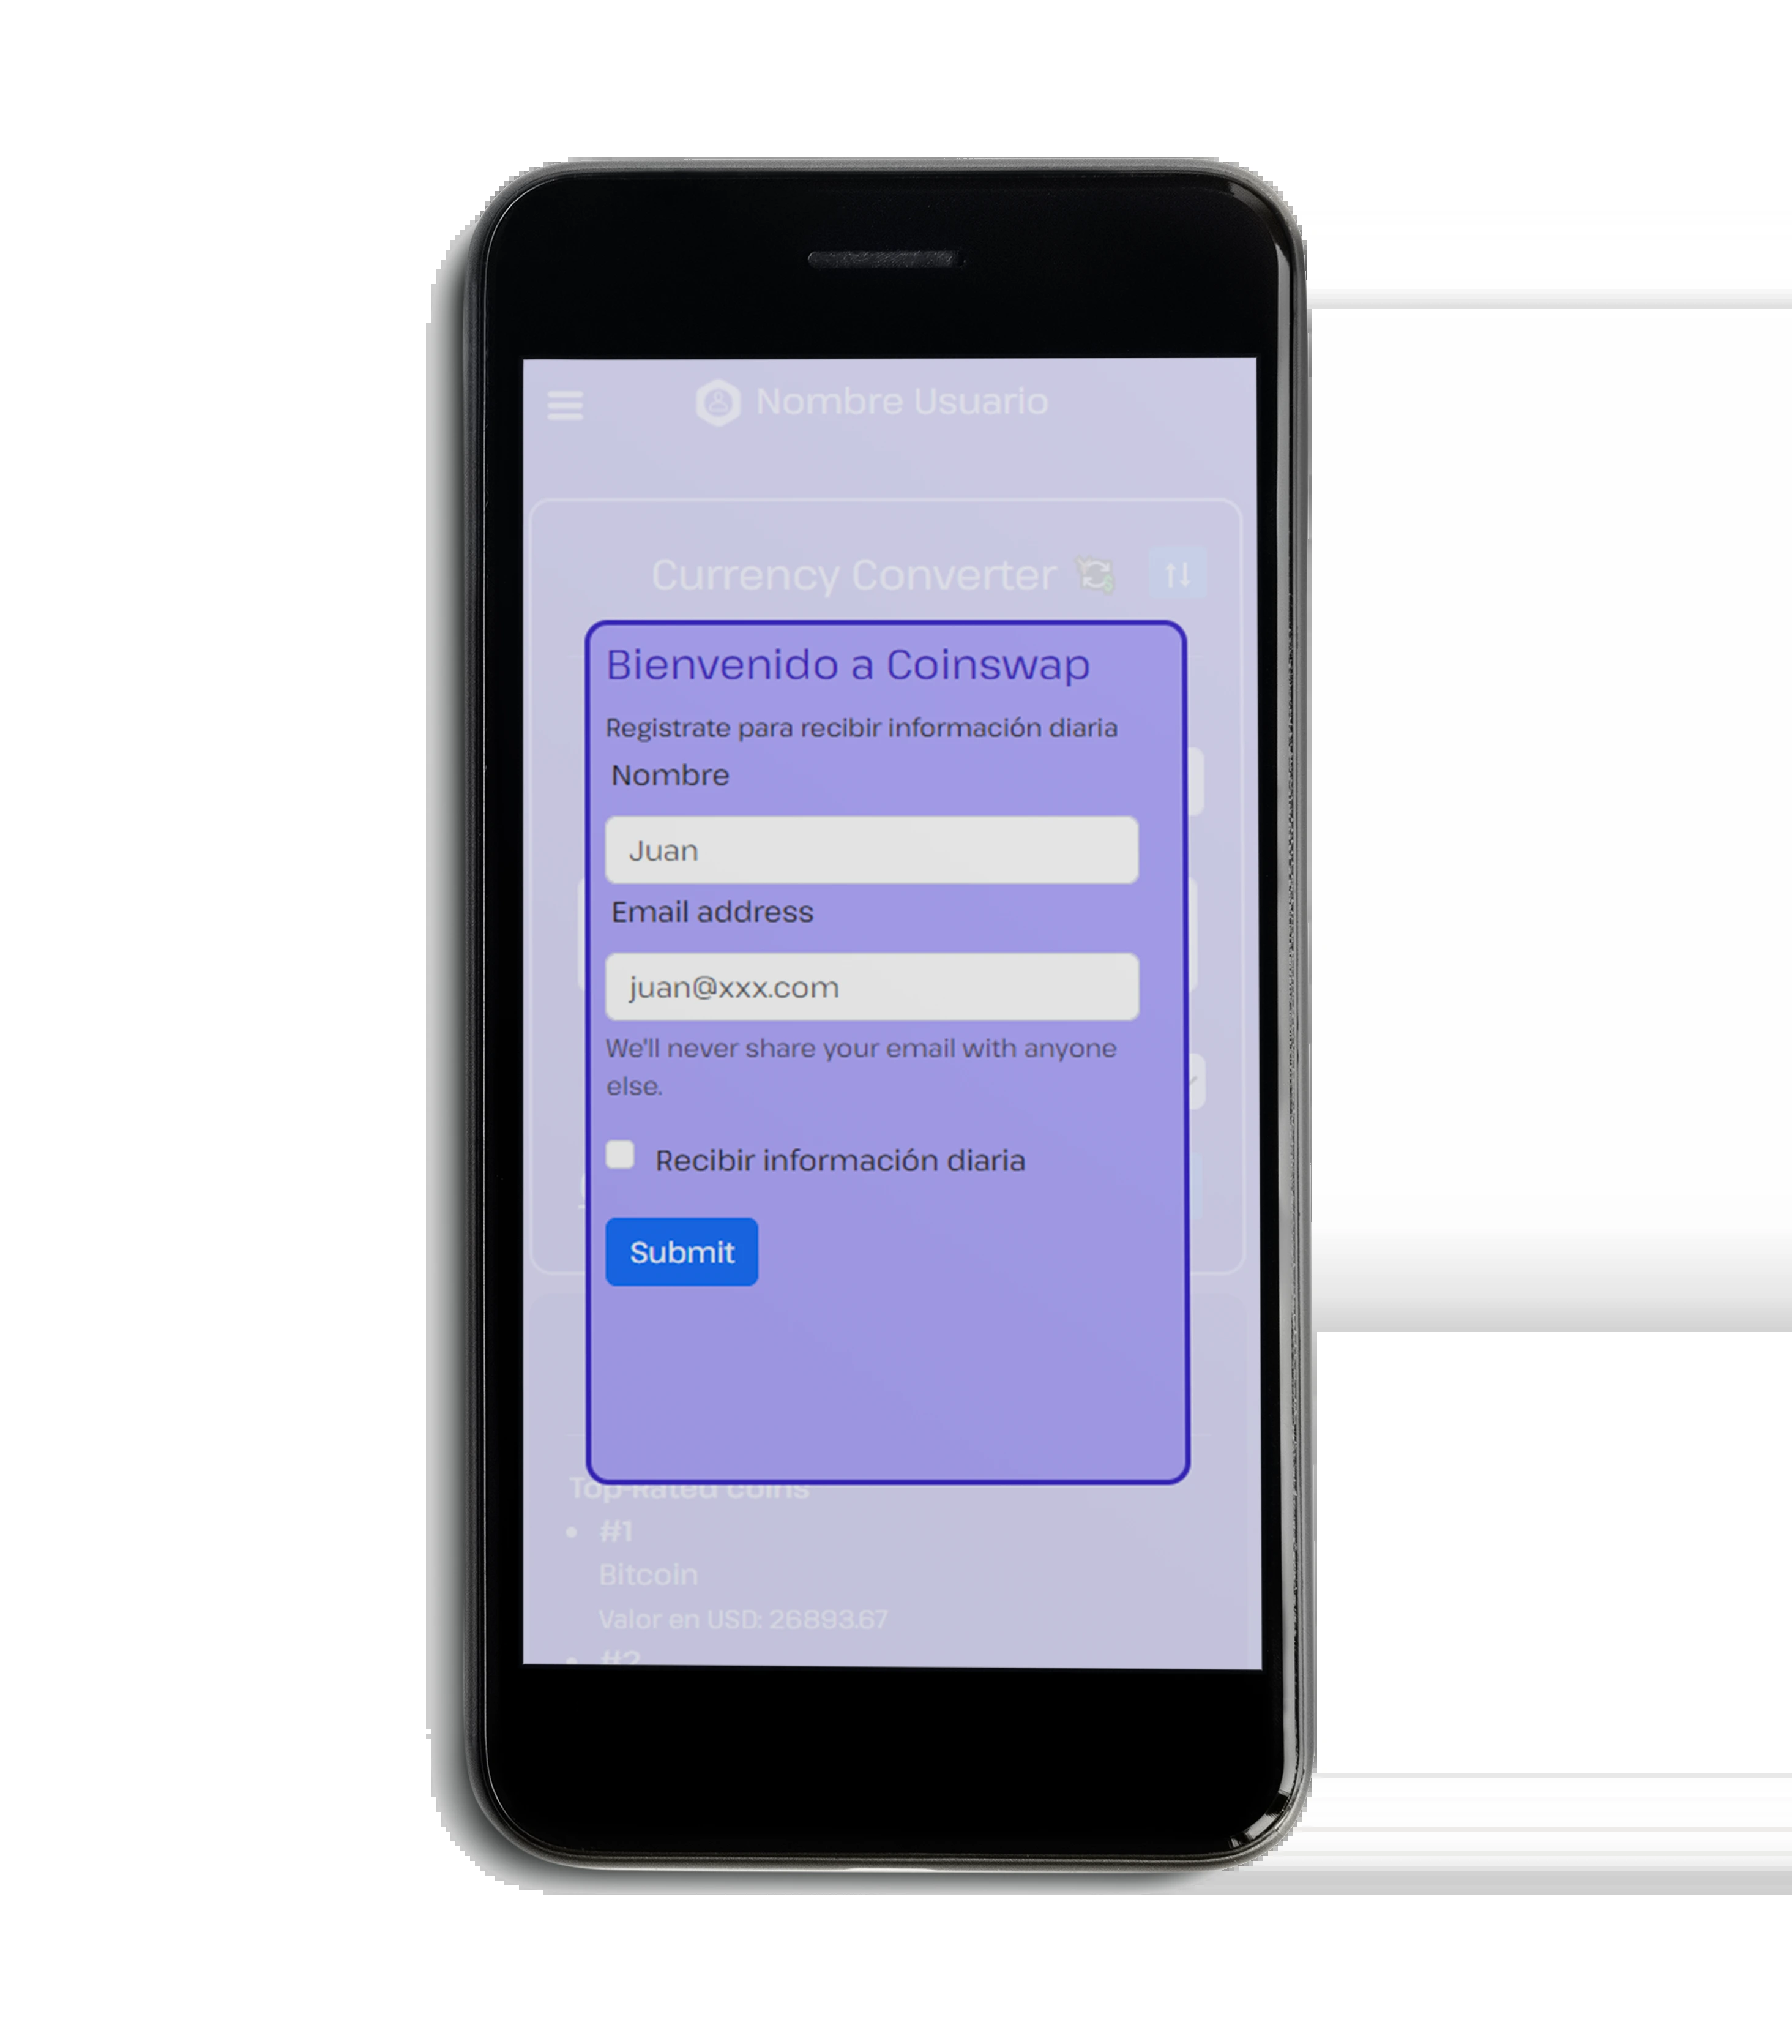 Nombre Usuario
Currency Converter
Bienvenido a Coinswap
Registrate para recibir información diaria
Nombre
Juan
Email address
juan@xxx.com
We'll never share your email with anyone
else.
Recibir información diaria
Submit
Top-Rated coins
#1
Bitcoin
Valor en USD: 26893.67
#2